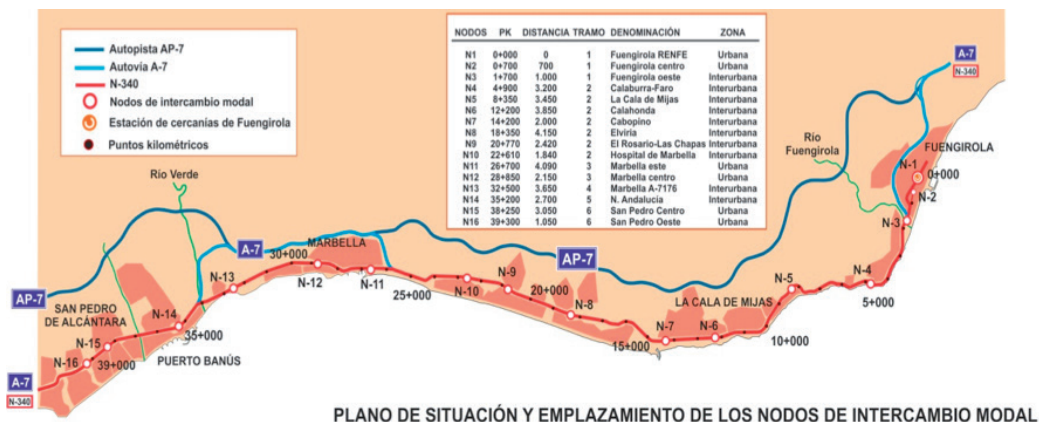 Autopista AP-7
Autovía A-7
N-340
Nodos de intercambio modal
Estación de cercanías de Fuengirola
Puntos kilométricos
NODOS PK DISTANCIA TRAMO DENOMINACIÓN ZONA
N1 0+000 0 1 Fuengirola RENFE Urbana
N2 0+700 700 1 Fuengirola centro Urbana
N3 1+700 1.000 1 Fuengirola oeste Interurbana
N4 4+900 3.200 2 Calaburra-Faro Interurbana
N5 8+350 3.450 2 La Cala de Mijas Interurbana
N6 12+200 3.850 2 Calahonda Interurbana
N7 14+200 2.000 2 Cabopino Interurbana
N8 18+350 4.150 2 Elviria Interurbana
N9 20+770 2.420 2 El Rosario-Las Chapas Interurbana
N10 22+610 1.840 2 Hospital de Marbella Interurbana
N11 26+700 4.090 3 Marbella este Urbana
N12 28+850 2.150 3 Marbella centro Urbana
N13 32+500 3.650 4 Marbella A-7176 Interurbana
N14 35+200 2.700 5 N. Andalucía Interurbana
N15 38+250 3.050 6 San Pedro Centro Urbana
N16 39+300 1.050 6 San Pedro Oeste Urbana
A-7
N-340
Río
Fuengirola
FUENGIROLA
N-1
0+000
N-2
N-3
Río Verde
A-7
30+000
MARBELLA
AP-7
N-13
N-12
N-11
25+000
N-10
N-9
20+000
N-8
N-5
N-4
5+000
AP-7
SAN PEDRO
DE ALCÁNTARA
N-14
35+000
LA CALA DE MIJAS
N-7
N-6
15+000
10+000
N-15
N-16
39+000
PUERTO BANÚS
A-7
N-340
PLANO DE SITUACIÓN Y EMPLAZAMIENTO DE LOS NODOS DE INTERCAMBIO MODAL